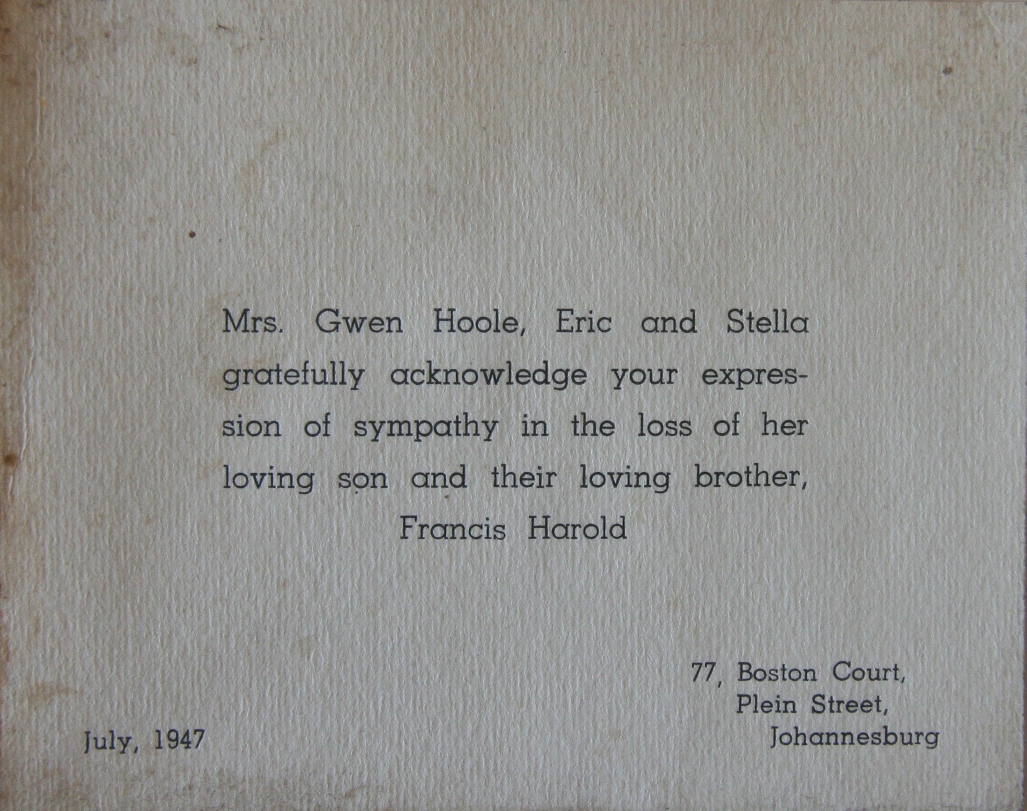 Mrs. Gwen Hoole, Eric and Stella
gratefully acknowledge your expres-
sion of sympathy in the loss of her
loving son and their loving brother,
Francis Harold
77, Boston Court,
Plein Street,
Johannesburg
July, 1947